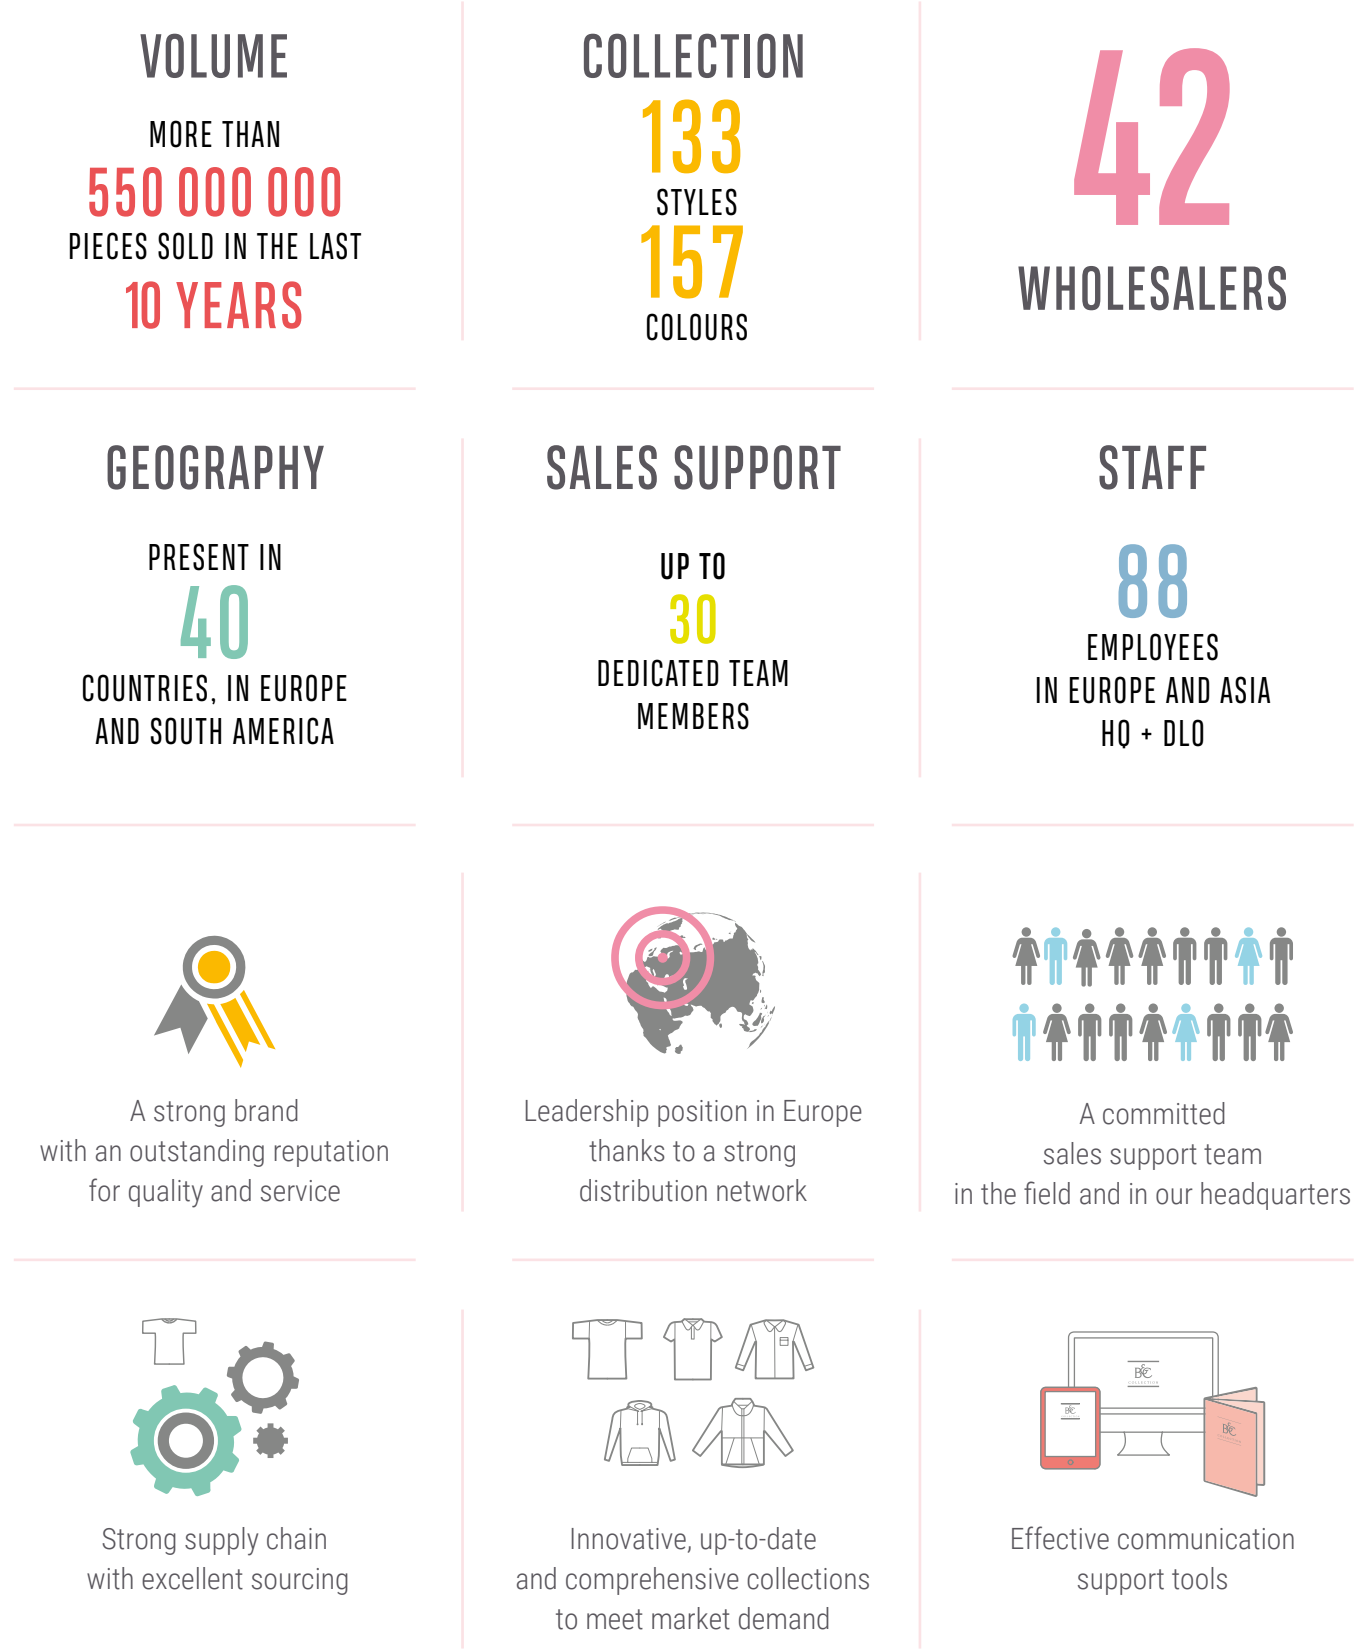 VOLUME
MORE THAN
550 000 000
PIECES SOLD IN THE LAST
10 YEARS
COLLECTION
133
STYLES
157
COLOURS
42
WHOLESALERS
GEOGRAPHY
PRESENT IN
40
COUNTRIES, IN EUROPE
AND SOUTH AMERICA
SALES SUPPORT
UP TO
30
DEDICATED TEAM
MEMBERS
STAFF
88
EMPLOYEES
IN EUROPE AND ASIA
HQ + DLO
A strong brand
with an outstanding reputation
for quality and service
Leadership position in Europe
thanks to a strong
distribution network
A committed
sales support team
in the field and in our headquarters
Strong supply chain
with excellent sourcing
Innovative, up-to-date
and comprehensive collections
to meet market demand
B&C
COLLECTION
B&C
B&C
Effective communication
support tools